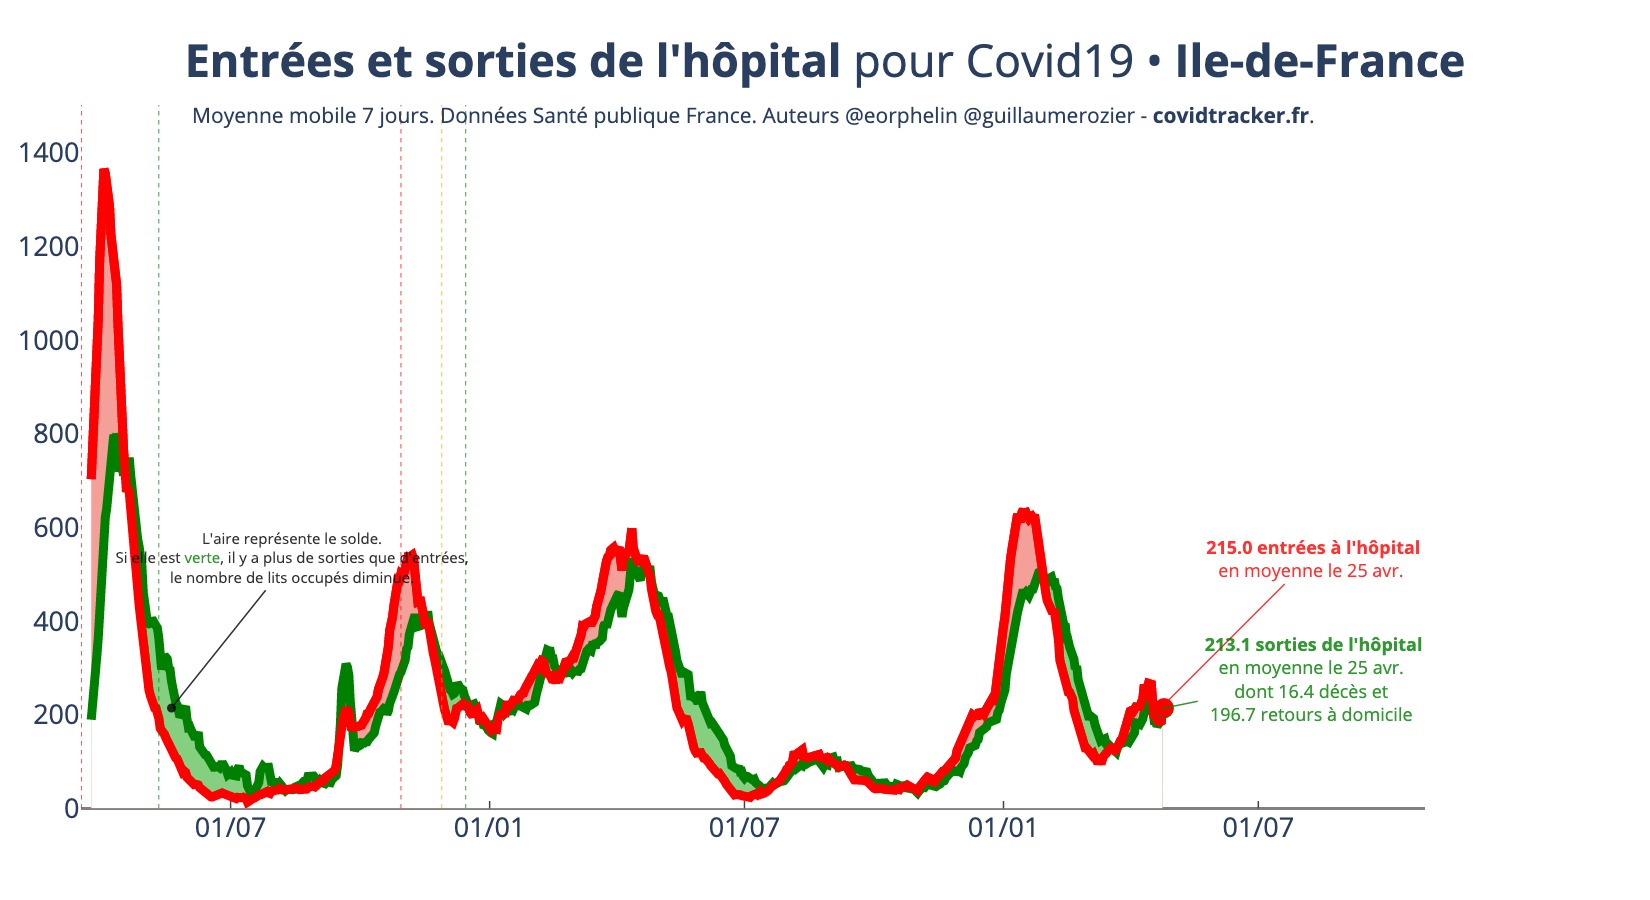 Entrées et sorties de l'hôpital pour Covid19 • Ile-de-France
Moyenne mobile 7 jours. Données Santé publique France. Auteurs @eorphelin @guillaumerozier - covidtracker.fr.
1400
1200
1000
800
600
400
200
0
L'aire représente le solde.
Si elle est verte, il y a plus de sorties que d'entrées,
le nombre de lits occupés diminue.
215.0 entrées à l'hôpital
en moyenne le 25 avr.
213.1 sorties de l'hôpital
en moyenne le 25 avr.
dont 16.4 décès et
196.7 retours à domicile
01/07
01/01
01/07
01/01
01/07